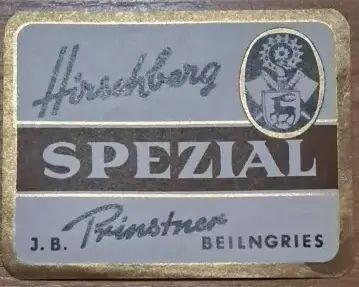 Hirschberg
SPEZIAL
J.B. Prinstner BEILNGRIES